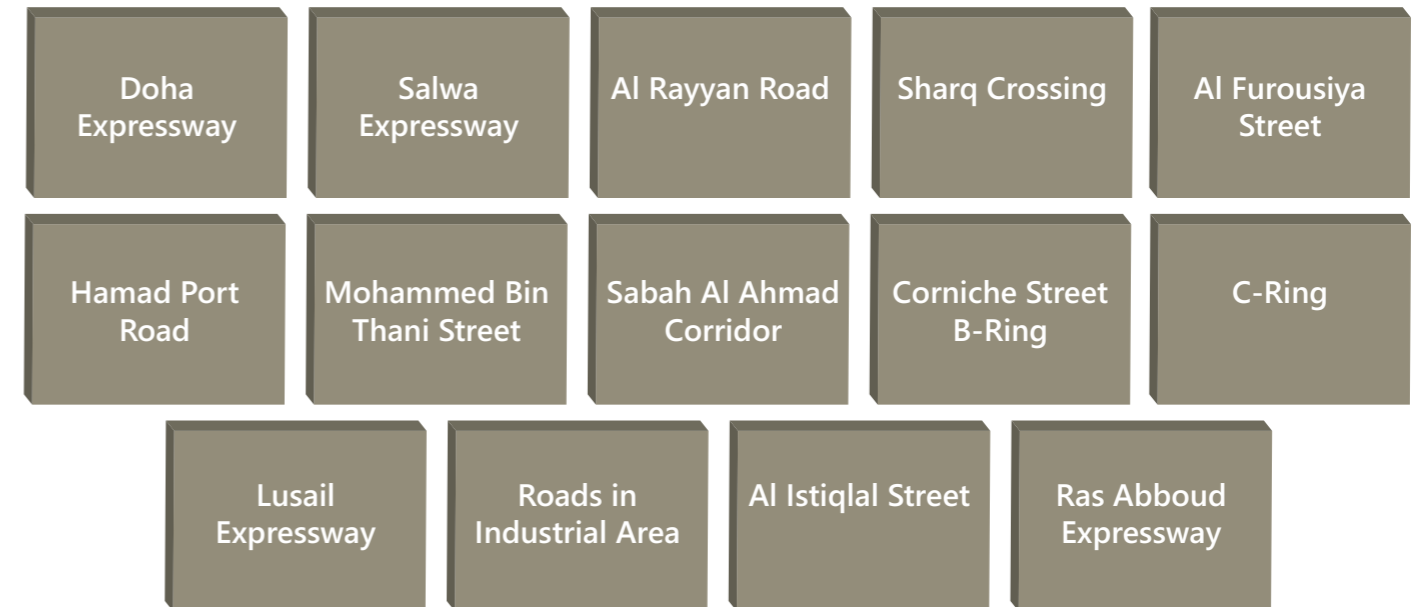 Doha
Expressway
Salwa
Expressway
Al Rayyan Road
Sharq Crossing
Al Furousiya
Street
Hamad Port
Road
Mohammed Bin
Thani Street
Sabah Al Ahmad
Corridor
Corniche Street
B-Ring
C-Ring
Lusail
Expressway
Roads in
Industrial Area
Al Istiqlal Street
Ras Abboud
Expressway